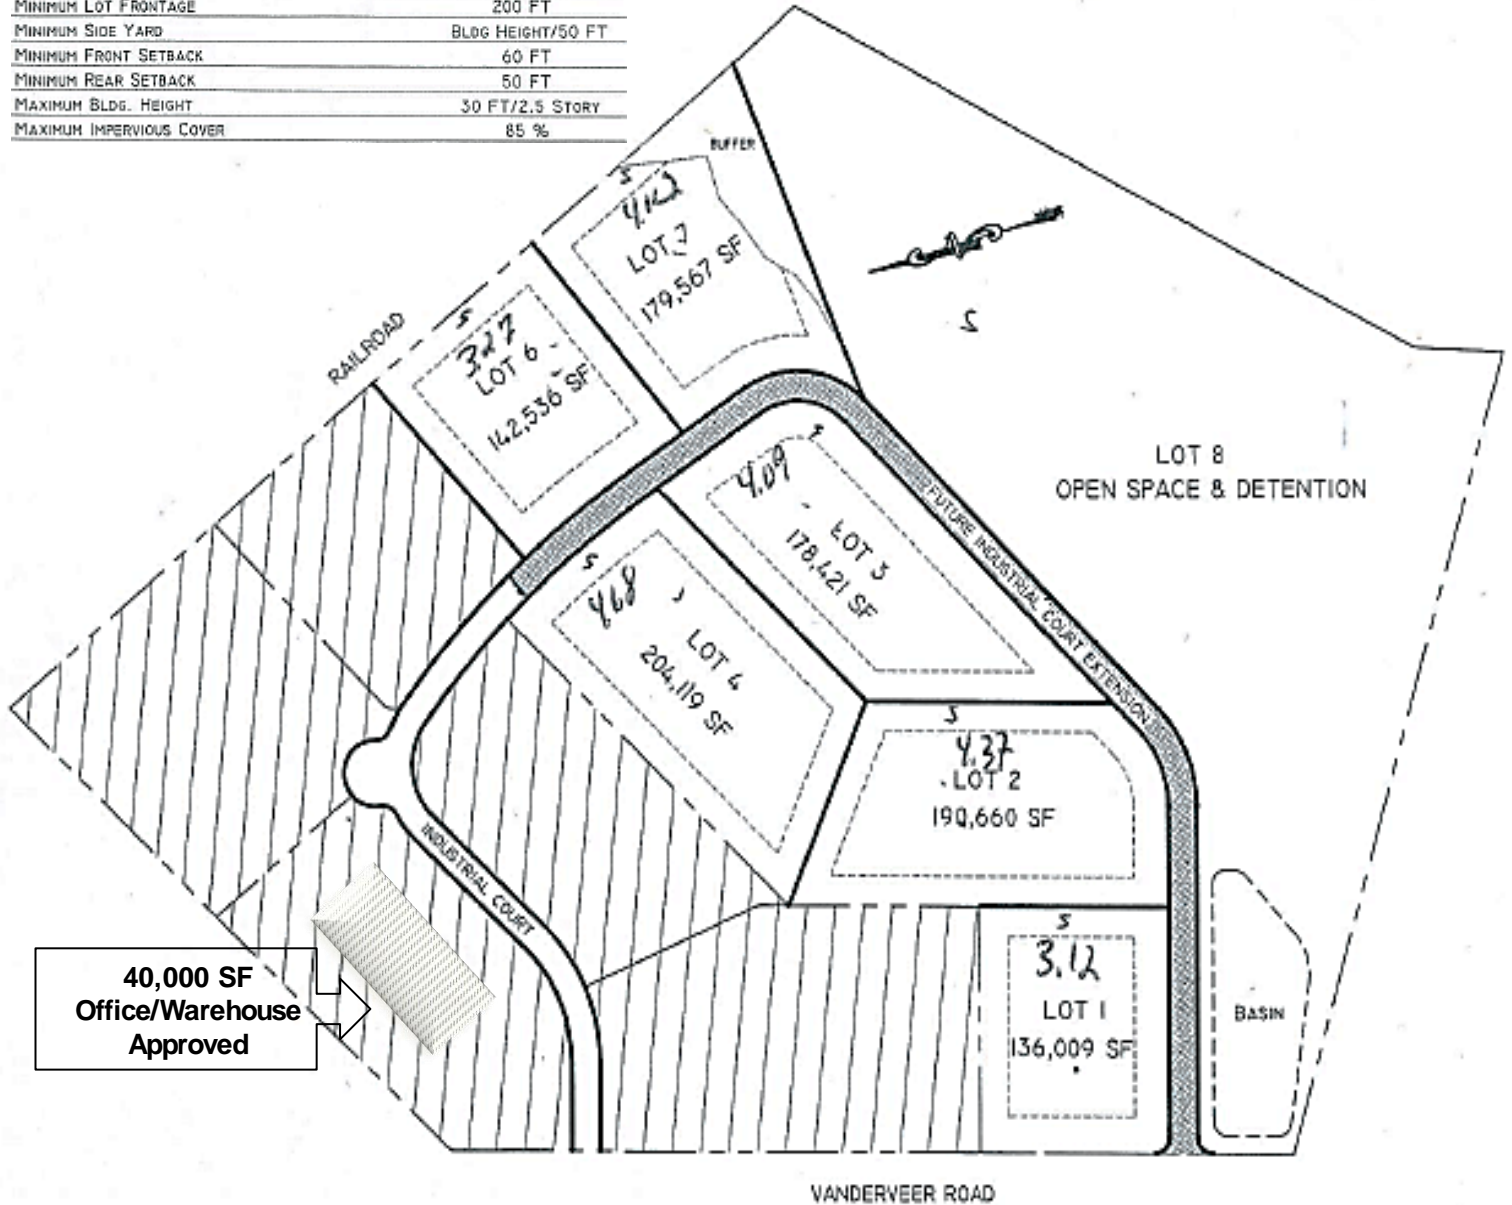 MINIMUM LOT FRONTAGE 200 FT
MINIMUM SIDE YARD BLDG HEIGHT/50 FT
MINIMUM FRONT SETBACK 60 FT
MINIMUM REAR SETBACK 50 FT
MAXIMUM BLDG. HEIGHT 30 FT/2.5 STORY
MAXIMUM IMPERVIOUS COVER 85 %
BUFFER
LOT
179,567 SF
RAILROAD
3.27
LOT 6
142,536 SF
LOT 8
OPEN SPACE & DETENTION
4.09
LOT 3
178,421 SF
FUTURE INDUSTRIAL COURT EXTENSION
4.68
LOT 4
204,119 SF
4.37
LOT 2
190,660 SF
INDUSTRIAL COURT
40,000 SF
Office/Warehouse
Approved
3.12
LOT 1
136,009 SF
BASIN
VANDERVEER ROAD